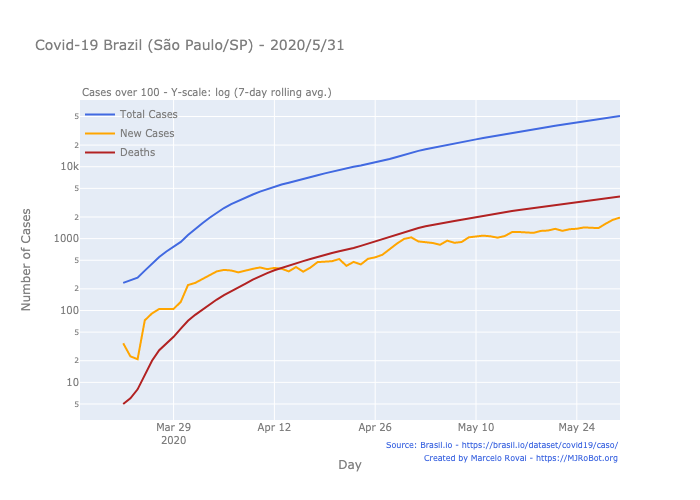 Covid-19 Brazil (São Paulo/SP) - 2020/5/31
Cases over 100 - Y-scale: log (7-day rolling avg.)
Total Cases
New Cases
Deaths
5
2
10k
5
2
1000
5
2
100
5
2
10
5
Number of Cases
Mar 29
2020
Apr 12
Apr 26
May 10
May 24
Day
Source: Brasil.io - https://brasil.io/dataset/covid19/caso/
Created by Marcelo Rovai - https://MJRoBot.org